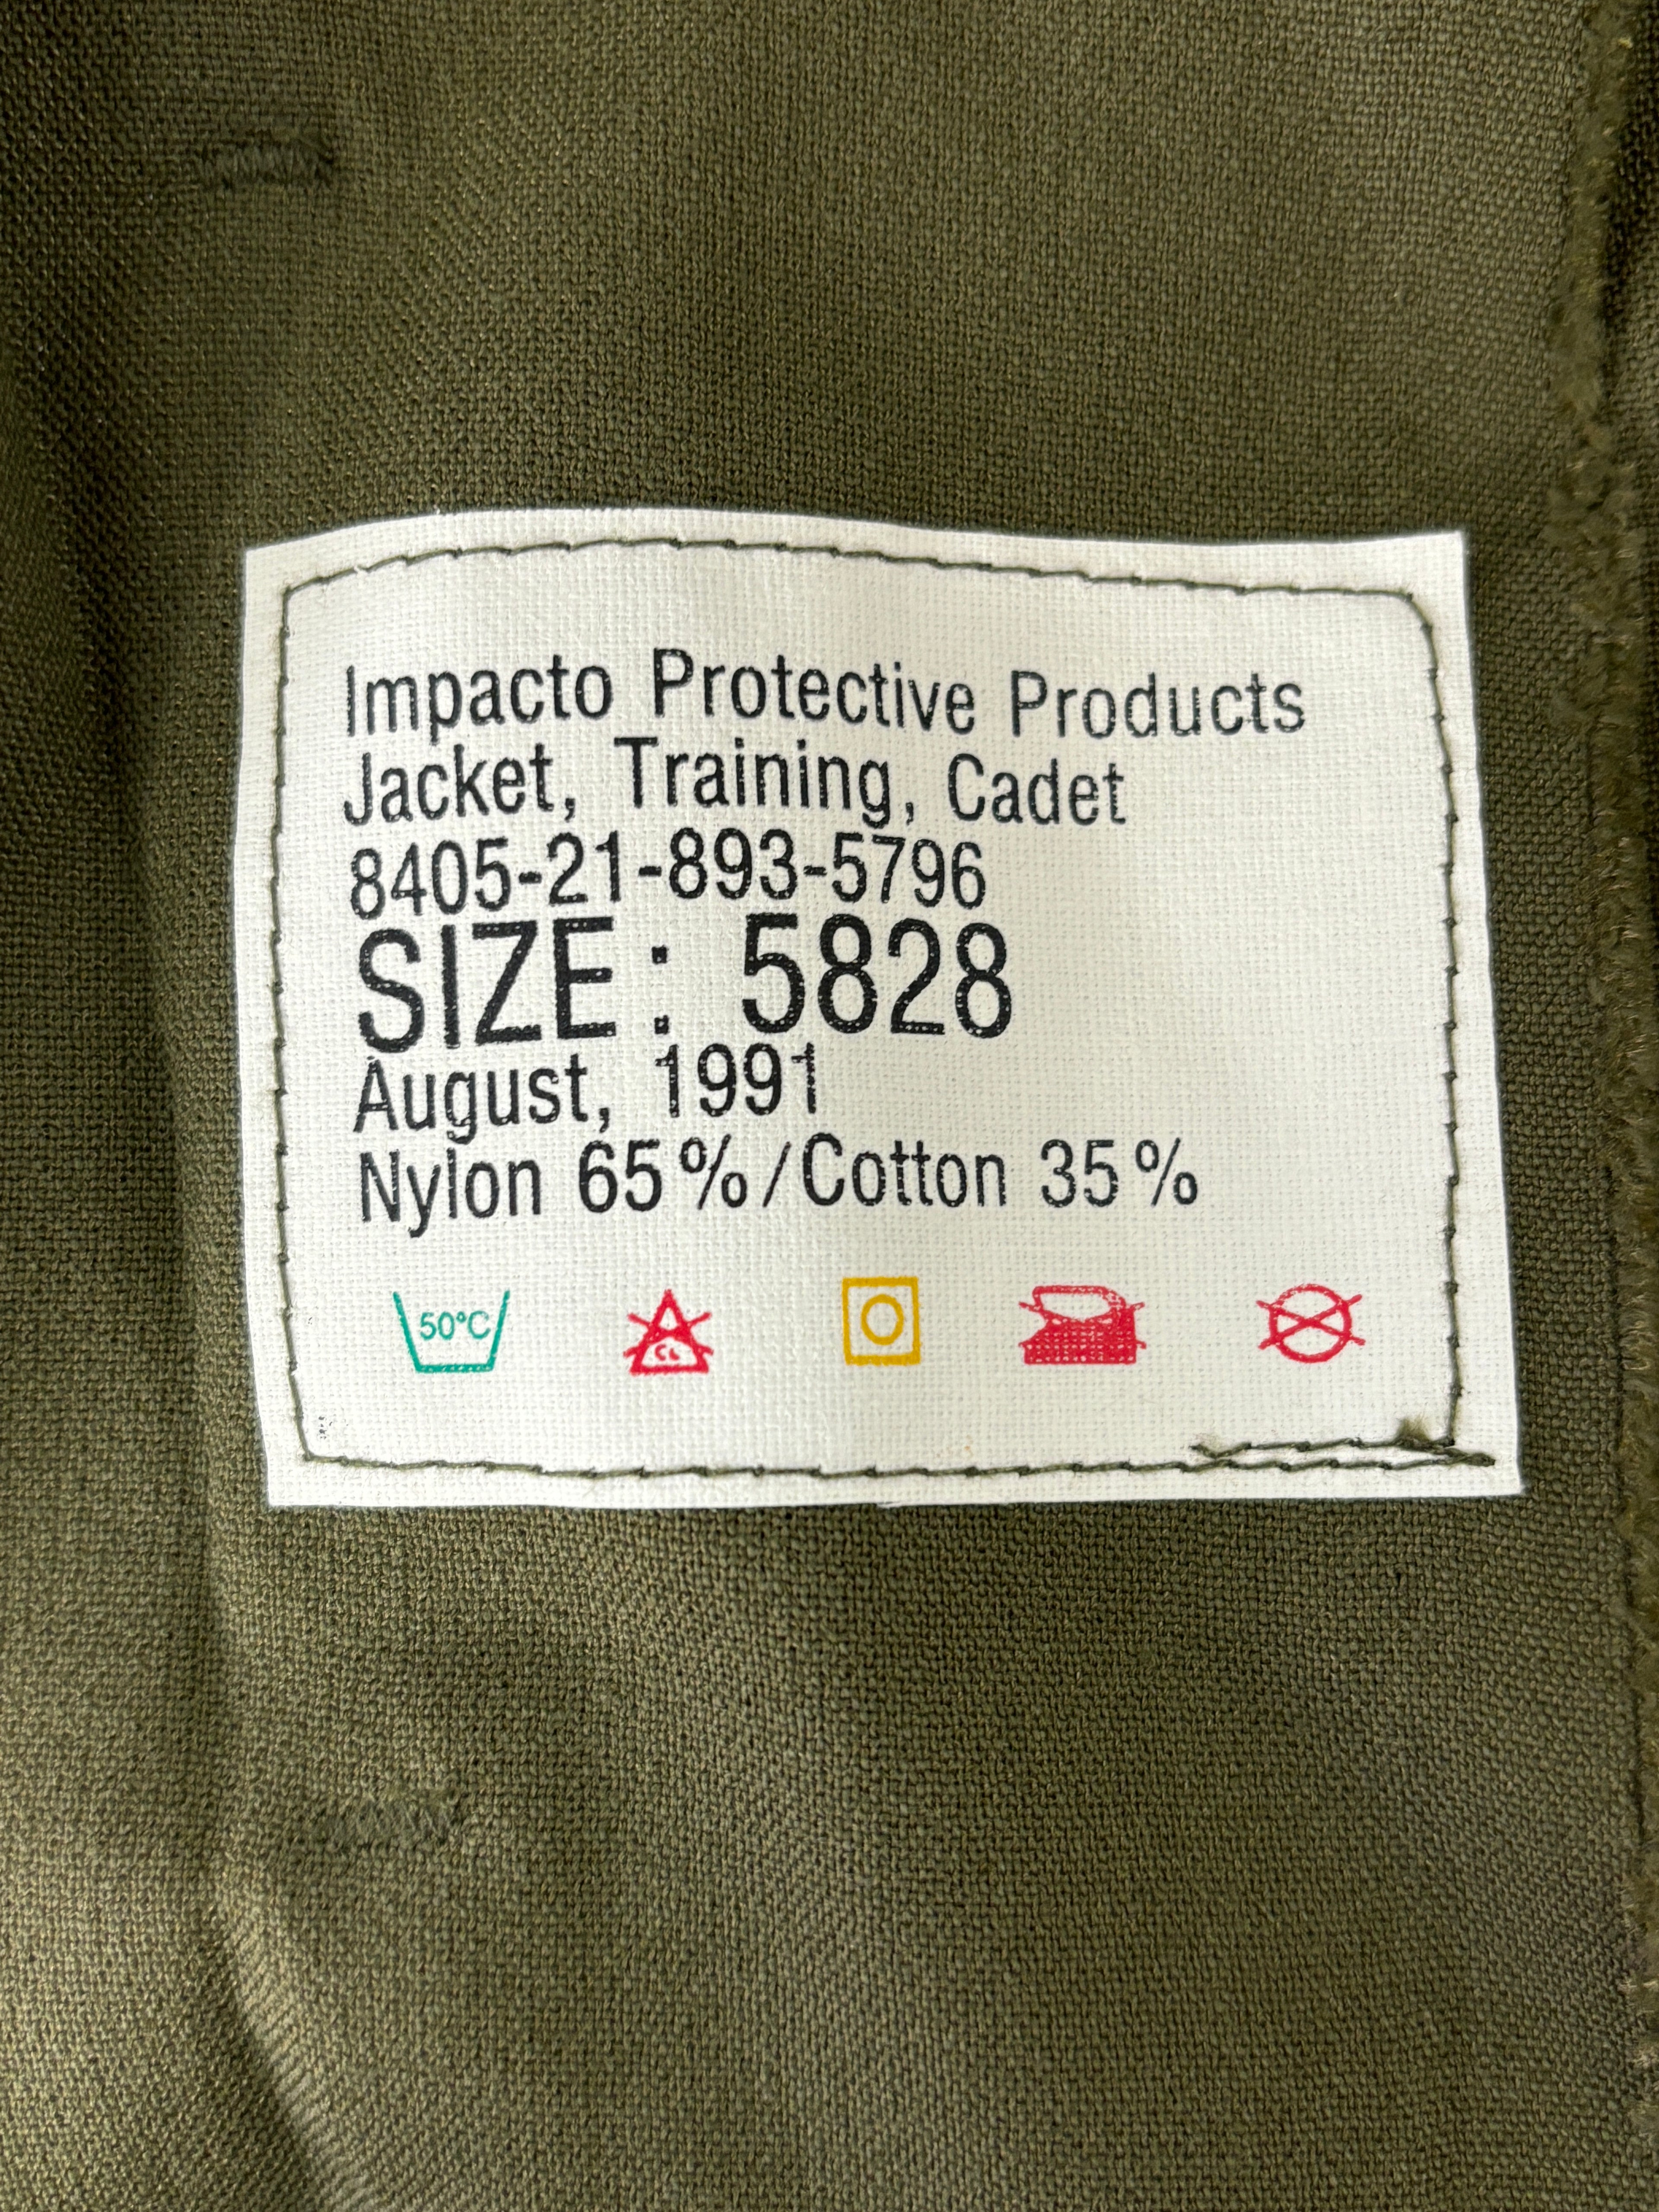 Impacto Protective Products
Jacket, Training, Cadet
8405-21-893-5796
SIZE: 5828
August, 1991
Nylon 65%/Cotton 35%
50°C CL